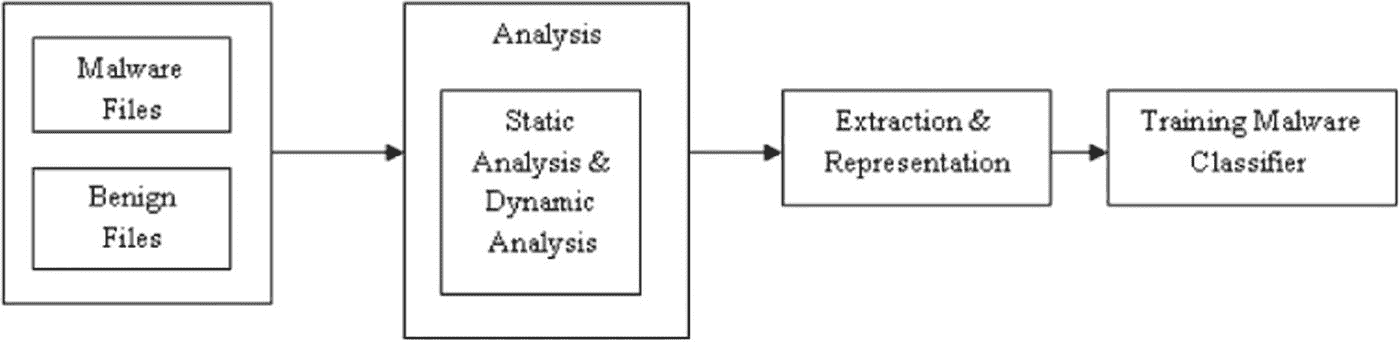 Malware
Files
Benign
Files
Analysis
Static
Analysis &
Dynamic
Analysis
Extraction &
Representation
Training Malware
Classifier